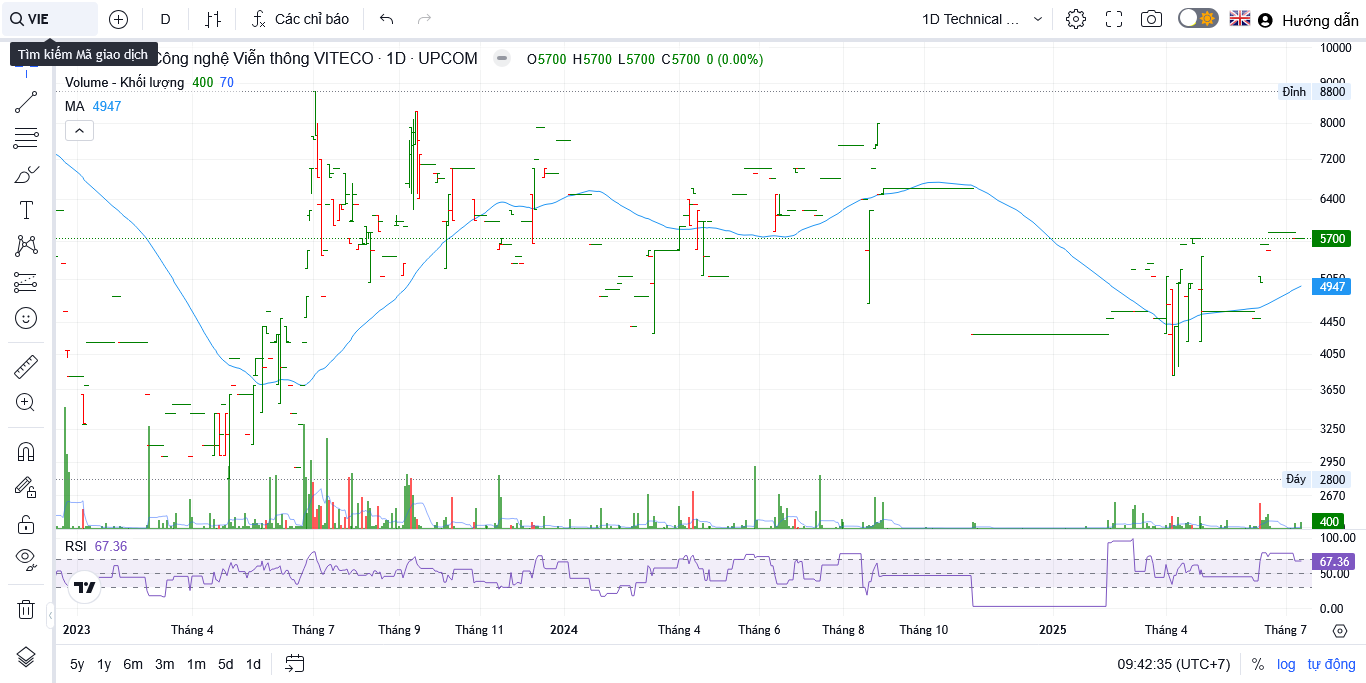 VIE
D
Các chỉ báo
1D Technical ...
Hướng dẫn
Tìm kiếm Mã giao dịch
Công nghệ Viễn thông VITECO · 1D · UPCOM
O5700 H5700 L5700 C5700 0 (0.00%)
Volume - Khối lượng 400 70
MA 4947
10000
9000
Đỉnh 8800
8000
7200
6400
5700
5050
4947
4450
4050
3650
3250
2950
Đáy 2800
2670
400
RSI 67.36
100.00
67.36
50.00
0.00
2023 Tháng 4 Tháng 7 Tháng 9 Tháng 11 2024 Tháng 4 Tháng 6 Tháng 8 Tháng 10 2025 Tháng 4 Tháng 7
5y 1y 6m 3m 1m 5d 1d
09:42:35 (UTC+7) % log tự động